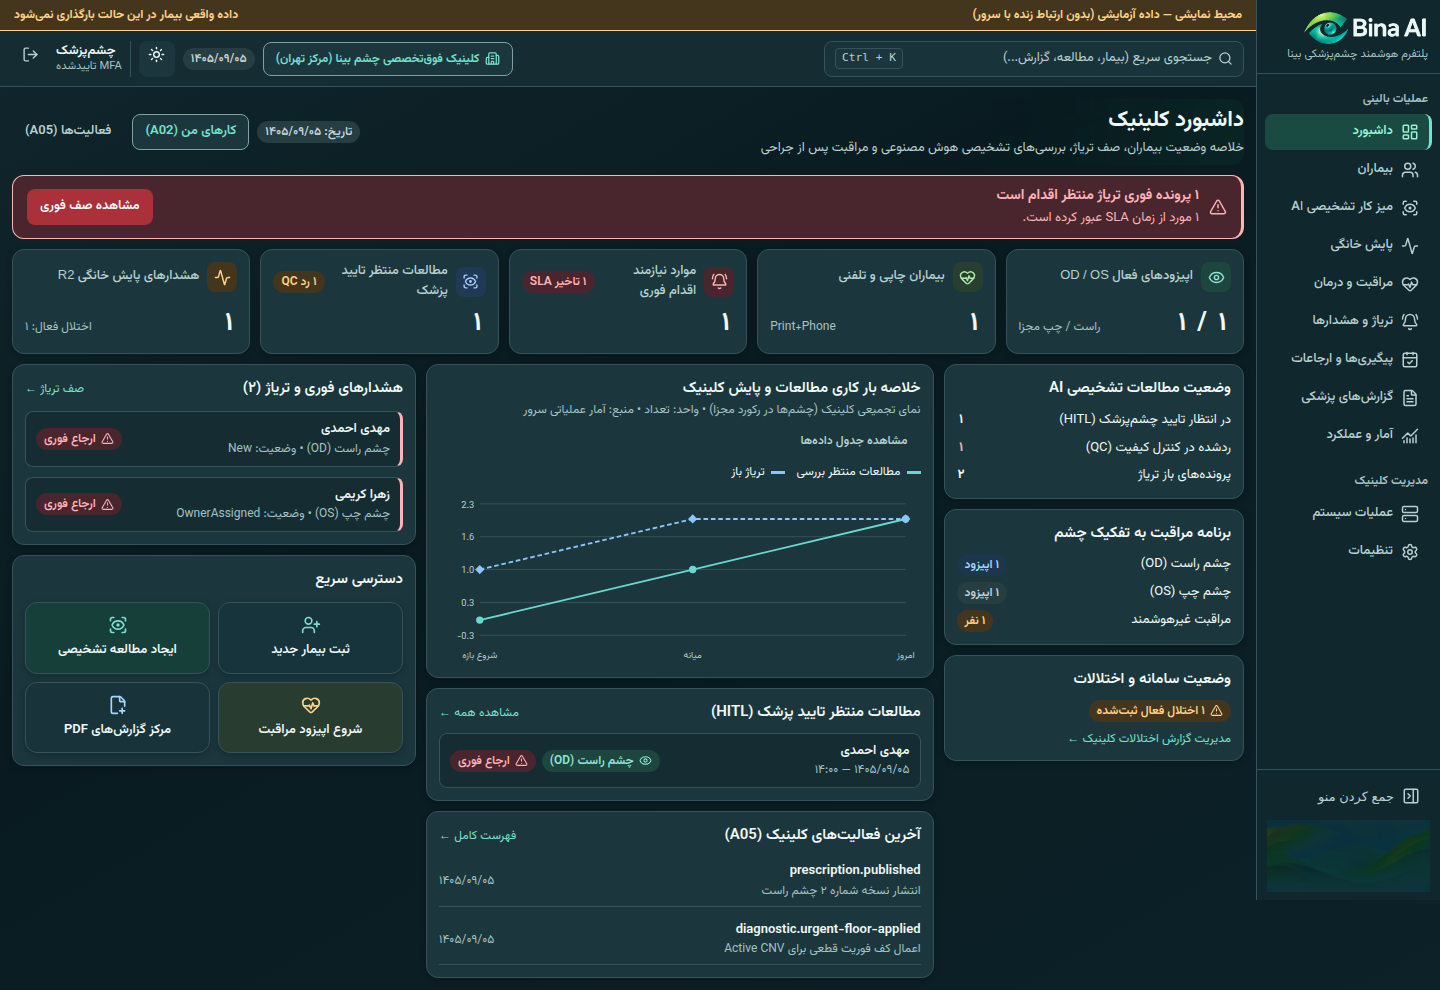 محیط نمایشی — داده آزمایشی (بدون ارتباط زنده با سرور)
داده واقعی بیمار در این حالت بارگذاری نمی‌شود
Bina AI
پلتفرم هوشمند چشم‌پزشکی بینا
عملیات بالینی
داشبورد
بیماران
میز کار تشخیصی AI
پایش خانگی
مراقبت و درمان
تریاژ و هشدارها
پیگیری‌ها و ارجاعات
گزارش‌های پزشکی
آمار و عملکرد
مدیریت کلینیک
عملیات سیستم
تنظیمات
جمع کردن منو
جستجوی سریع (بیمار، مطالعه، گزارش...)
Ctrl + K
کلینیک فوق‌تخصصی چشم بینا (مرکز تهران)
۱۴۰۵/۰۹/۰۵
چشم‌پزشک
MFA تاییدشده
داشبورد کلینیک
خلاصه وضعیت بیماران، صف تریاژ، بررسی‌های تشخیصی هوش مصنوعی و مراقبت پس از جراحی
تاریخ: ۱۴۰۵/۰۹/۰۵
کارهای من (A02)
فعالیت‌ها (A05)
۱ پرونده فوری تریاژ منتظر اقدام است
۱ مورد از زمان SLA عبور کرده است.
مشاهده صف فوری
اپیزودهای فعال OD / OS
۱ / ۱
راست / چپ مجزا
بیماران چاپی و تلفنی
۱
Print+Phone
موارد نیازمند اقدام فوری
۱ تاخیر SLA
۱
مطالعات منتظر تایید پزشک
۱ رد QC
۱
هشدارهای پایش خانگی R2
۱
اختلال فعال: ۱
وضعیت مطالعات تشخیصی AI
در انتظار تایید چشم‌پزشک (HITL)
۱
ردشده در کنترل کیفیت (QC)
۱
پرونده‌های باز تریاژ
۲
برنامه مراقبت به تفکیک چشم
چشم راست (OD)
۱ اپیزود
چشم چپ (OS)
۱ اپیزود
مراقبت غیرهوشمند
۱ نفر
وضعیت سامانه و اختلالات
۱ اختلال فعال ثبت‌شده
مدیریت گزارش اختلالات کلینیک ←
خلاصه بار کاری مطالعات و پایش کلینیک
نمای تجمیعی کلینیک (چشم‌ها در رکورد مجزا) • واحد: تعداد • منبع: آمار عملیاتی سرور
مشاهده جدول داده‌ها
مطالعات منتظر بررسی
تریاژ باز
2.3
1.6
1.0
0.3
-0.3
امروز
میانه
شروع بازه
مطالعات منتظر تایید پزشک (HITL)
مشاهده همه ←
مهدی احمدی
۱۴۰۵/۰۹/۰۵ — ۱۴:۰۰
چشم راست (OD)
ارجاع فوری
آخرین فعالیت‌های کلینیک (A05)
فهرست کامل ←
prescription.published
انتشار نسخه شماره ۲ چشم راست
۱۴۰۵/۰۹/۰۵
diagnostic.urgent-floor-applied
اعمال کف فوریت قطعی برای Active CNV
۱۴۰۵/۰۹/۰۵
هشدارهای فوری و تریاژ (۲)
صف تریاژ ←
مهدی احمدی
چشم راست (OD) • وضعیت: New
ارجاع فوری
زهرا کریمی
چشم چپ (OS) • وضعیت: OwnerAssigned
ارجاع فوری
دسترسی سریع
ثبت بیمار جدید
ایجاد مطالعه تشخیصی
شروع اپیزود مراقبت
مرکز گزارش‌های PDF